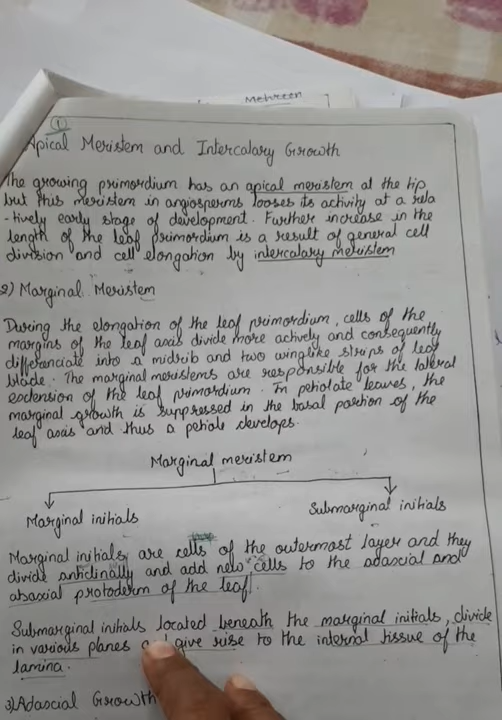 Mehreen
①
Apical Meristem and Intercalary Growth
The growing primordium has an apical meristem at the tip
but this meristem in angiosperms looses its activity at a rela
-tively early stage of development. Further increase in the
length of the leaf primordium is a result of general cell
division and cell elongation by intercalary meristem
2) Marginal Meristem
During the elongation of the leaf primordium, cells of the
margins of the leaf axis divide more actively and consequently
differenciate into a midrib and two winglike strips of leaf
blade. The marginal meristems are responsible for the lateral
extension of the leaf primordium. In petiolate leaves, the
marginal growth is suppressed in the basal portion of the
leaf axis and thus a petiole develops.
Marginal meristem
Marginal initials
Submarginal initials
Marginal initials are cells of the outermost layer and they
divide anticlinally and add new cells to the adaxial and
abaxial protoderm of the leaf.
Submarginal initials located beneath the marginal initials, divide
in various planes give rise to the internal tissue of the
lamina.
3) Adaxial Growth